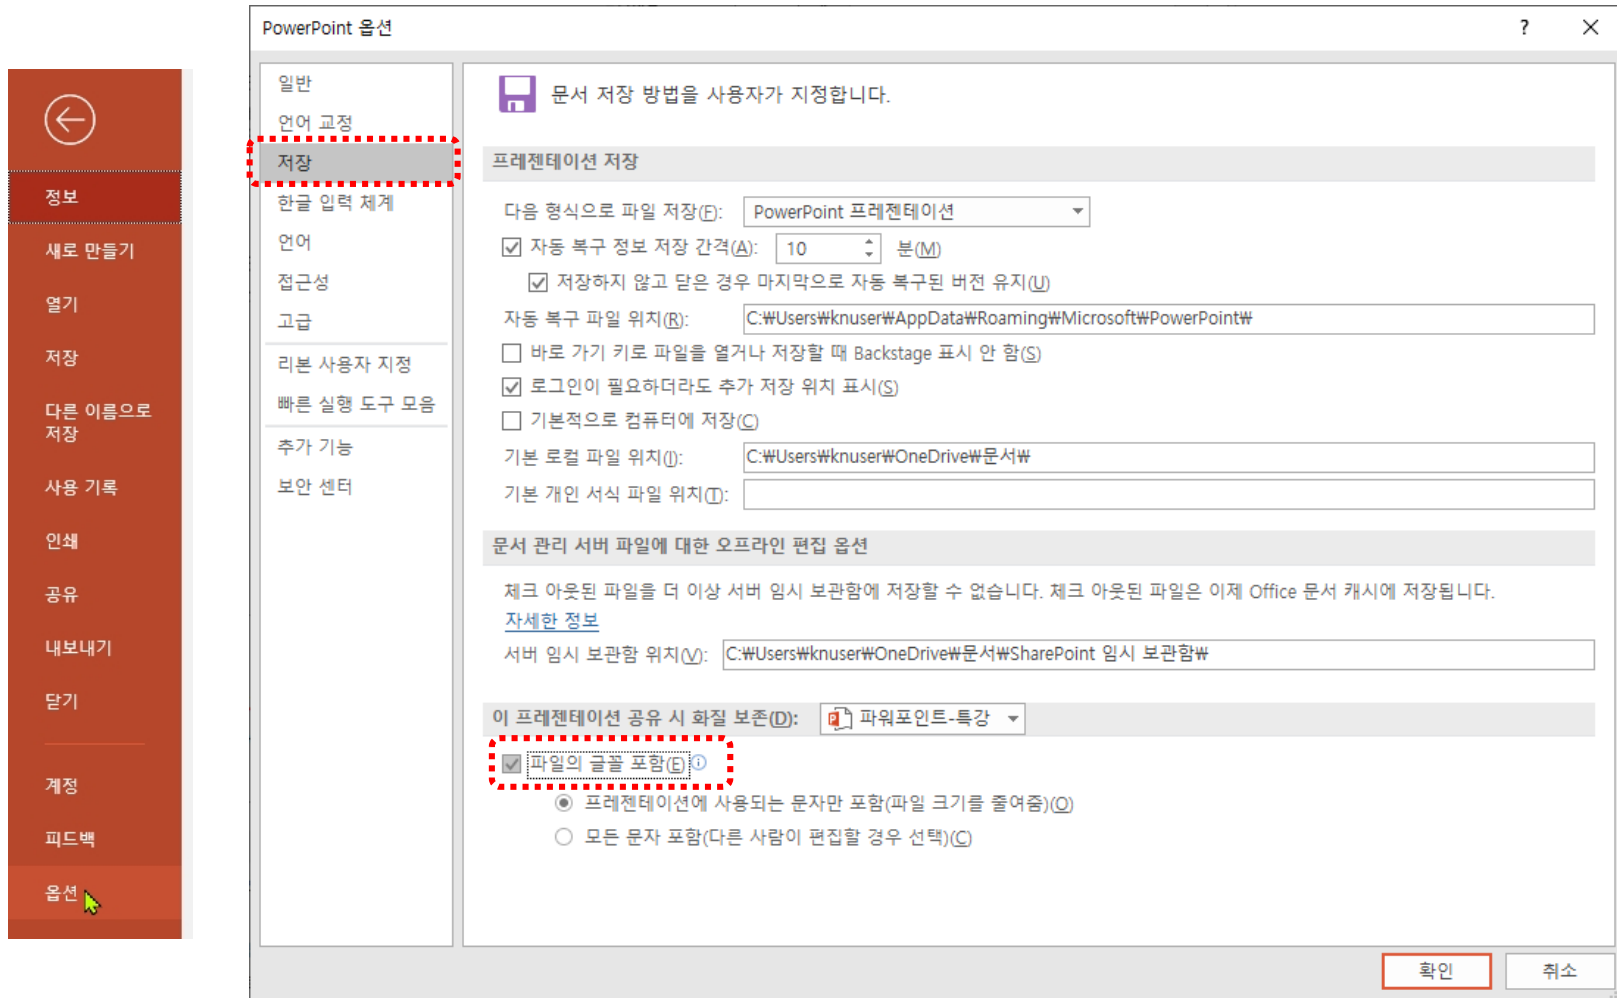 정보
새로 만들기
열기
저장
다른 이름으로
저장
사용 기록
인쇄
공유
내보내기
닫기
계정
피드백
옵션
PowerPoint 옵션
?
일반
언어 교정
저장
한글 입력 체계
언어
접근성
고급
리본 사용자 지정
빠른 실행 도구 모음
추가 기능
보안 센터
문서 저장 방법을 사용자가 지정합니다.
프레젠테이션 저장
다음 형식으로 파일 저장(F): PowerPoint 프레젠테이션
자동 복구 정보 저장 간격(A): 10 분(M)
저장하지 않고 닫은 경우 마지막으로 자동 복구된 버전 유지(U)
자동 복구 파일 위치(R): C:₩Users₩knuser₩AppData₩Roaming₩Microsoft₩PowerPoint₩
바로 가기 키로 파일을 열거나 저장할 때 Backstage 표시 안 함(S)
로그인이 필요하더라도 추가 저장 위치 표시(S)
기본적으로 컴퓨터에 저장(C)
기본 로컬 파일 위치(I): C:₩Users₩knuser₩OneDrive₩문서₩
기본 개인 서식 파일 위치(T):
문서 관리 서버 파일에 대한 오프라인 편집 옵션
체크 아웃된 파일을 더 이상 서버 임시 보관함에 저장할 수 없습니다. 체크 아웃된 파일은 이제 Office 문서 캐시에 저장됩니다.
자세한 정보
서버 임시 보관함 위치(V): C:₩Users₩knuser₩OneDrive₩문서₩SharePoint 임시 보관함₩
이 프레젠테이션 공유 시 화질 보존(D): 파워포인트-특강
파일의 글꼴 포함(E)
프레젠테이션에 사용되는 문자만 포함(파일 크기를 줄여줌)(O)
모든 문자 포함(다른 사람이 편집할 경우 선택)(C)
확인
취소